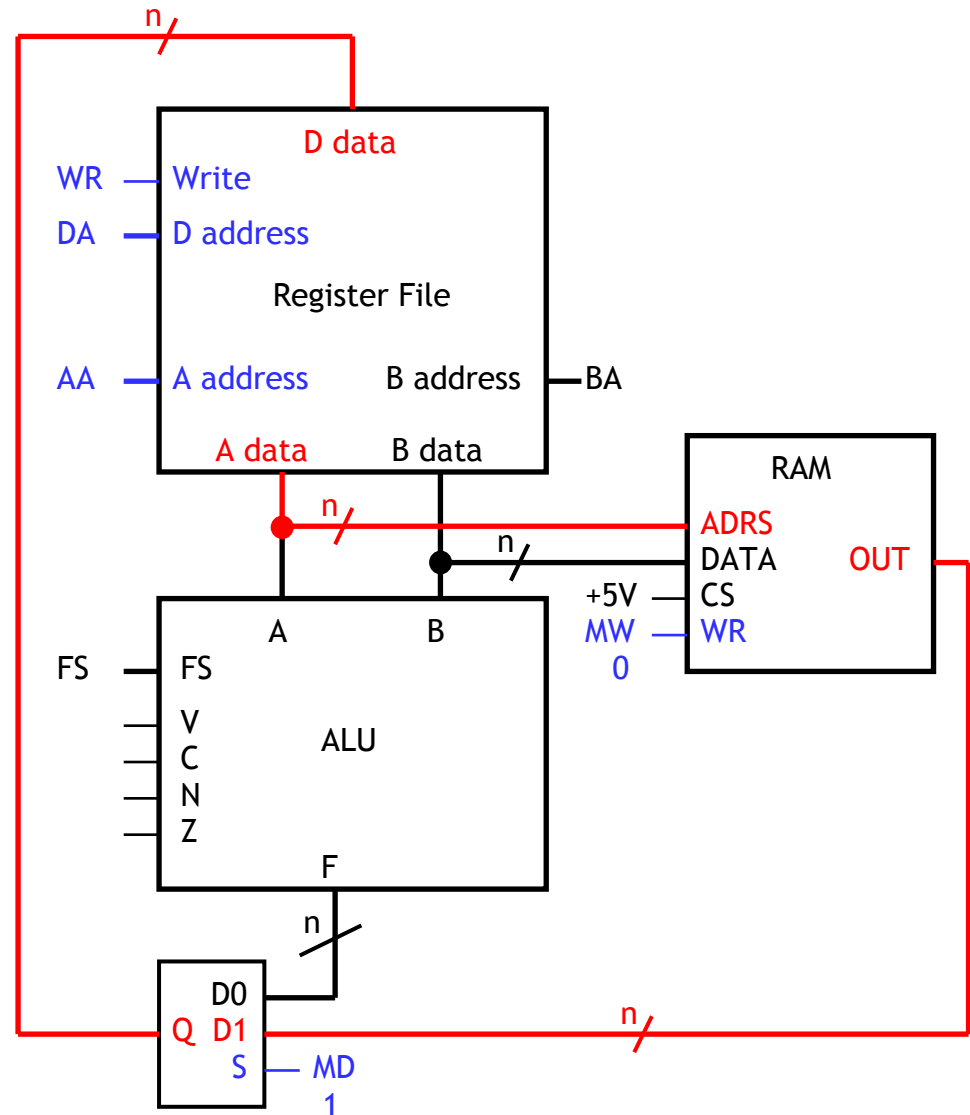 n
D data
WR Write
DA D address
Register File
AA A address B address BA
A data B data
RAM
n
ADRS
n
DATA OUT
+5V CS
MW WR
0
A B
FS FS
V
ALU
C
N
Z
F
n
D0
n
Q D1
S MD
1